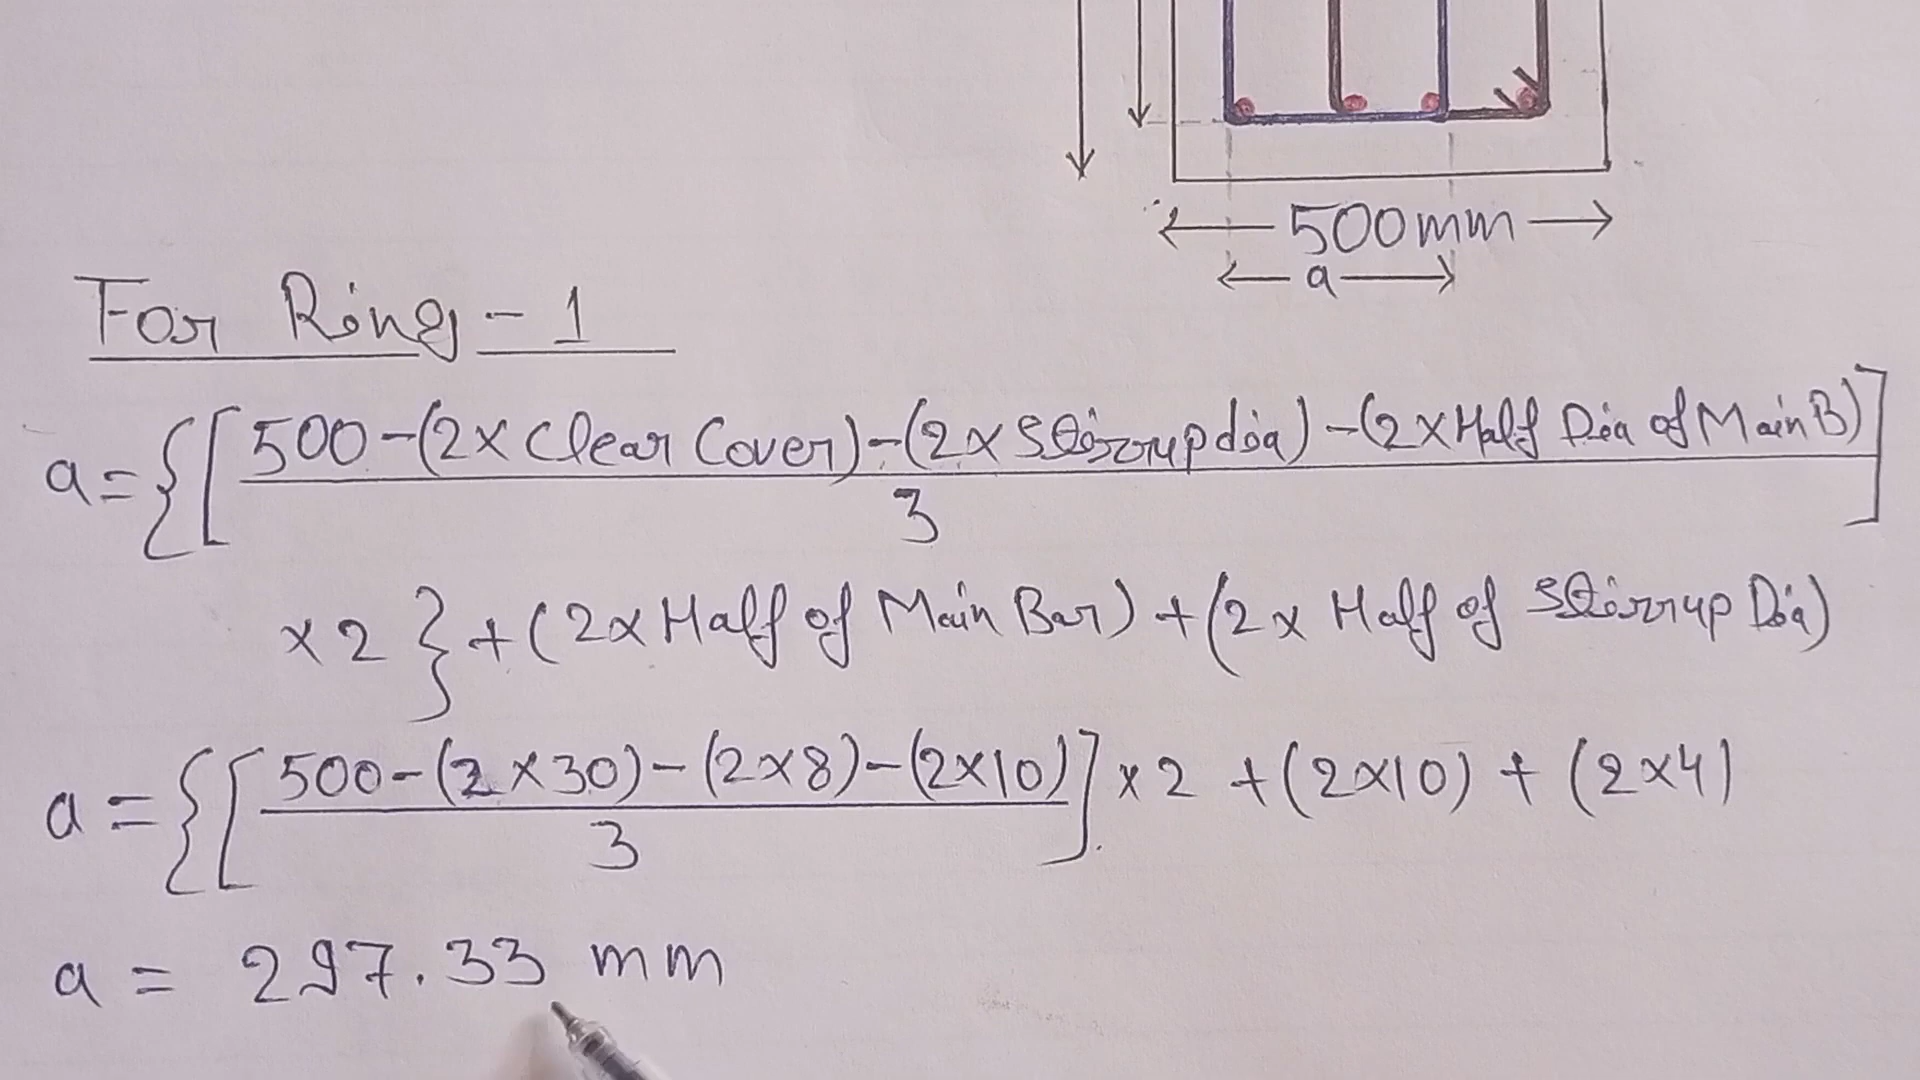 500mm
a
For Ring-1
a={[500-(2×Clear Cover)-(2×Stirrup dia)-(2×Half Dia of Main B)]
3
×2}+(2×Half of Main Bar)+(2×Half of Stirrup Dia)
a={[500-(2×30)-(2×8)-(2×10)]×2+(2×10)+(2×4)
3
a = 297.33 mm